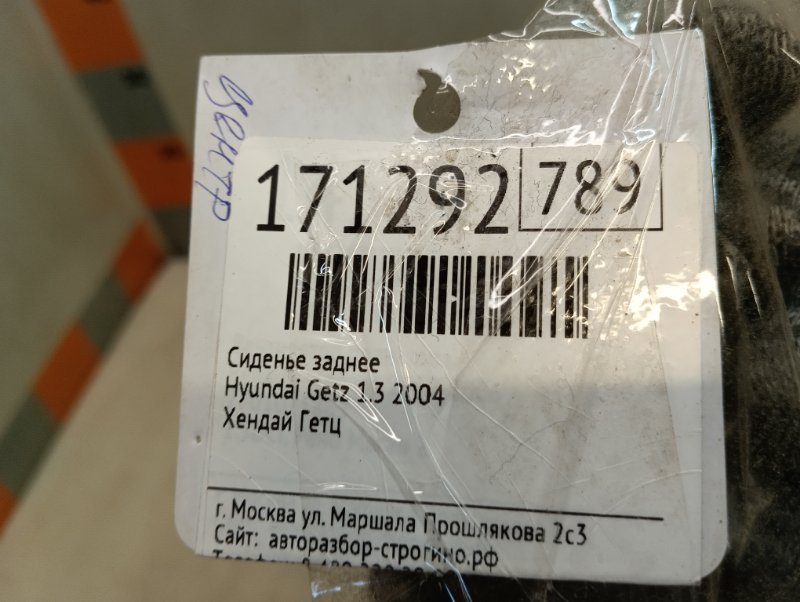 центр
171292 789
Сиденье заднее
Hyundai Getz 1.3 2004
Хендай Гетц
г. Москва ул. Маршала Прошлякова 2с3
Сайт: авторазбор-строгино.рф